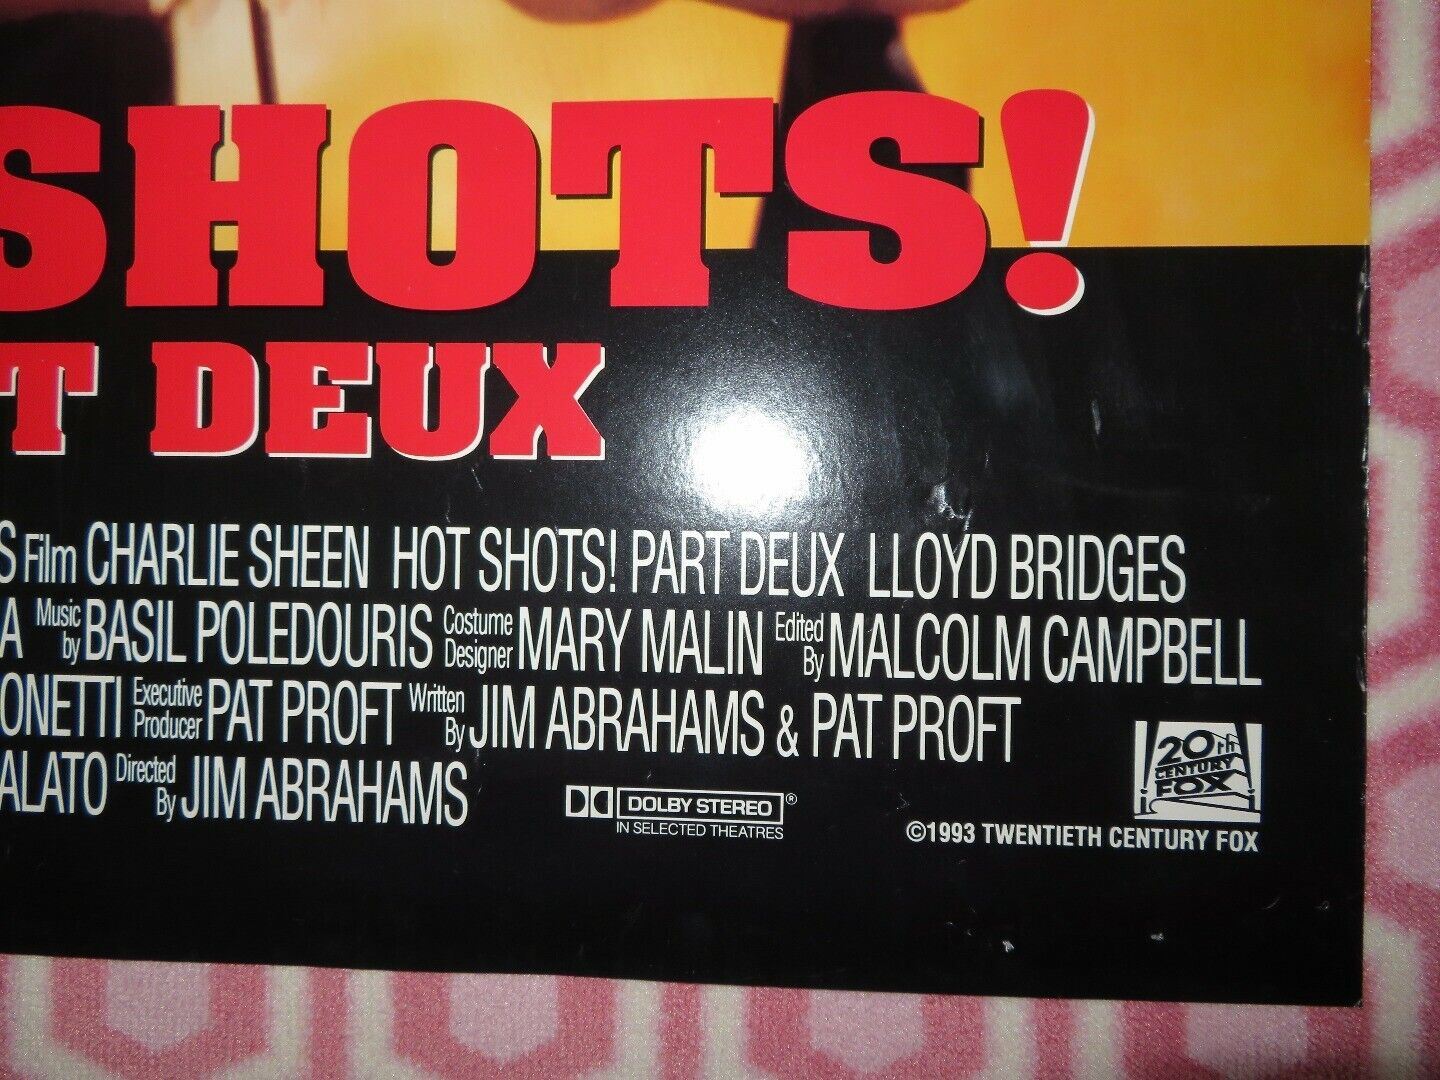 SHOTS!
T DEUX
S Film CHARLIE SHEEN HOT SHOTS! PART DEUX LLOYD BRIDGES
A Music by BASIL POLEDOURIS Costume Designer MARY MALIN Edited By MALCOLM CAMPBELL
ONETTI Executive Producer PAT PROFT Written By JIM ABRAHAMS & PAT PROFT
ALATO Directed By JIM ABRAHAMS
DOLBY STEREO ®
IN SELECTED THEATRES
20th
CENTURY
FOX
©1993 TWENTIETH CENTURY FOX